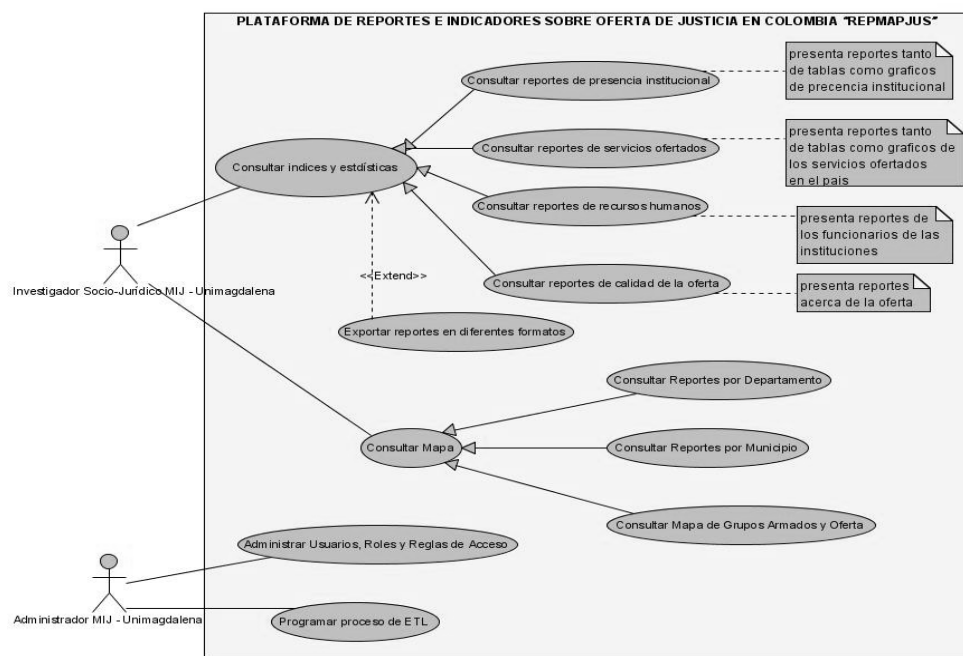 PLATAFORMA DE REPORTES E INDICADORES SOBRE OFERTA DE JUSTICIA EN COLOMBIA "REPMAPJUS"
Consultar reportes de presencia institucional
presenta reportes tanto
de tablas como graficos
de precencia institucional
Consultar indices y estdísticas
Consultar reportes de servicios ofertados
presenta reportes tanto
de tablas como graficos de
los servicios ofertados
en el pais
Consultar reportes de recursos humanos
presenta reportes de
los funcionarios de las
instituciones
<<Extend>>
Consultar reportes de calidad de la oferta
presenta reportes
acerca de la oferta
Investigador Socio-Jurídico MIJ - Unimagdalena
Exportar reportes en diferentes formatos
Consultar Reportes por Departamento
Consultar Mapa
Consultar Reportes por Municipio
Consultar Mapa de Grupos Armados y Oferta
Administrar Usuarios, Roles y Reglas de Acceso
Administrador MIJ - Unimagdalena
Programar proceso de ETL